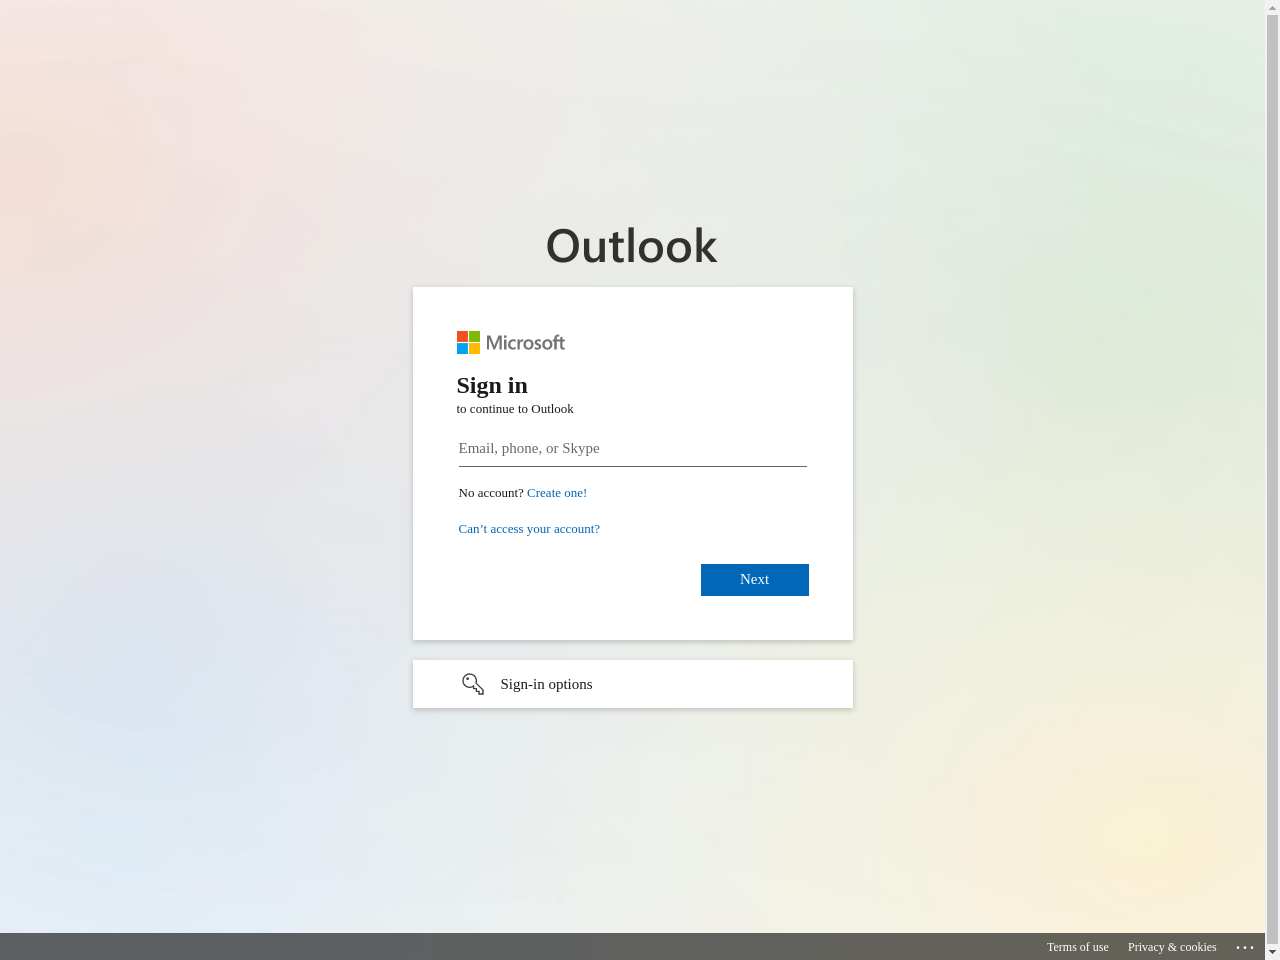 Outlook
Microsoft
Sign in
to continue to Outlook
Email, phone, or Skype
No account? Create one!
Can’t access your account?
Next
Sign-in options
Terms of use Privacy & cookies ...